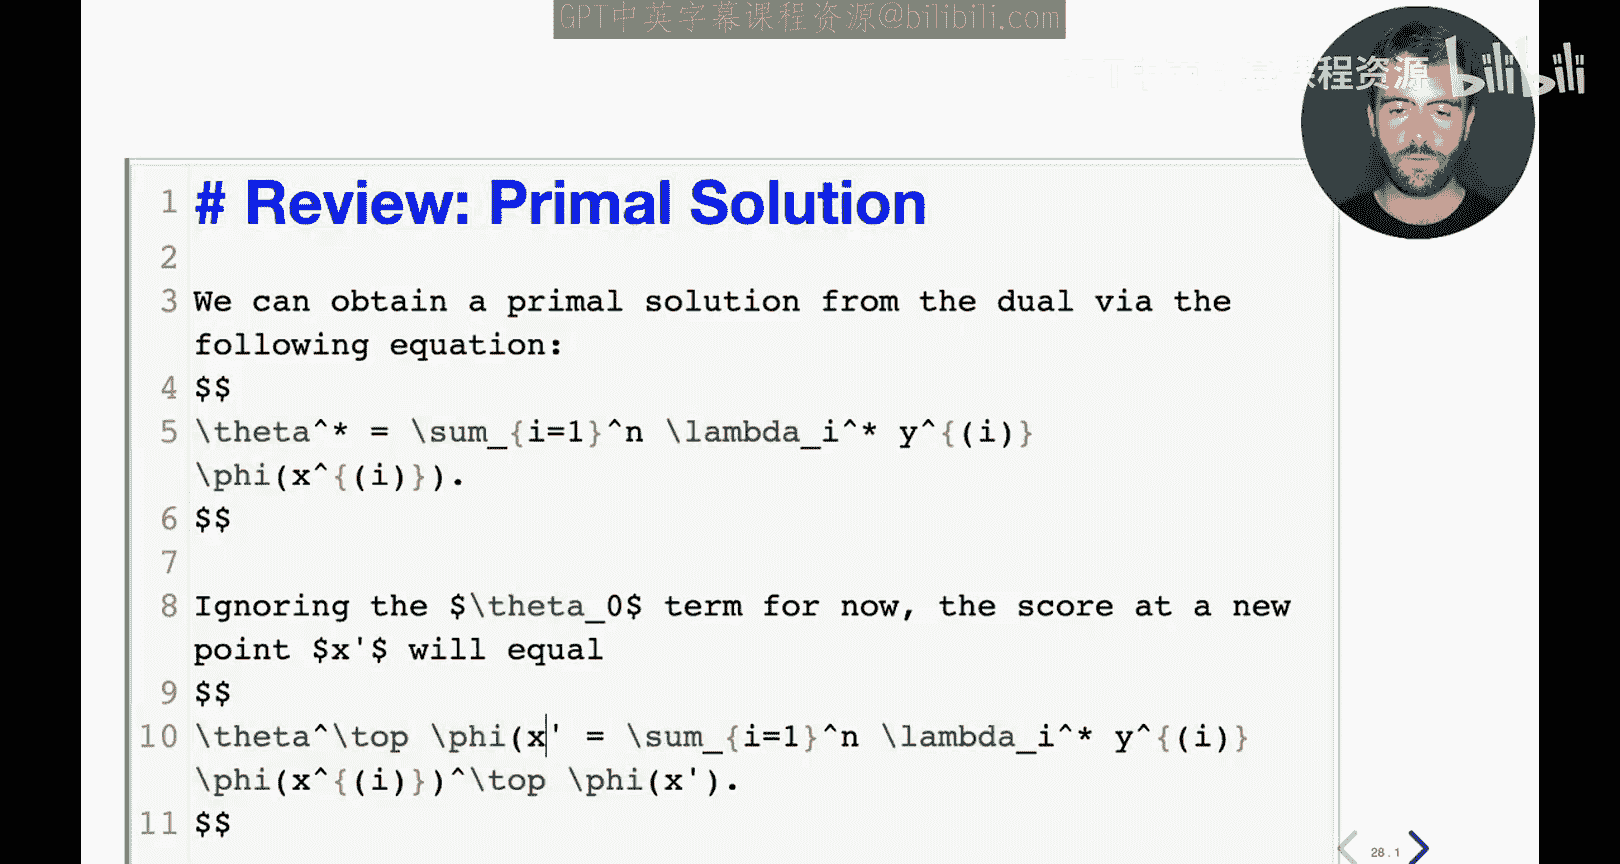 GPT中英字幕课程资源@bilibili.com
程资源 bilibili
1 # Review: Primal Solution
2
3 We can obtain a primal solution from the dual via the
following equation:
4 $$
5 \theta^* = \sum_{i=1}^n \lambda_i^* y^{(i)}
\phi(x^{(i)}).
6 $$
7
8 Ignoring the $\theta_0$ term for now, the score at a new
point $x'$ will equal
9 $$
10 \theta^\top \phi(x' = \sum_{i=1}^n \lambda_i^* y^{(i)}
\phi(x^{(i)})^\top \phi(x').
11 $$
28.1